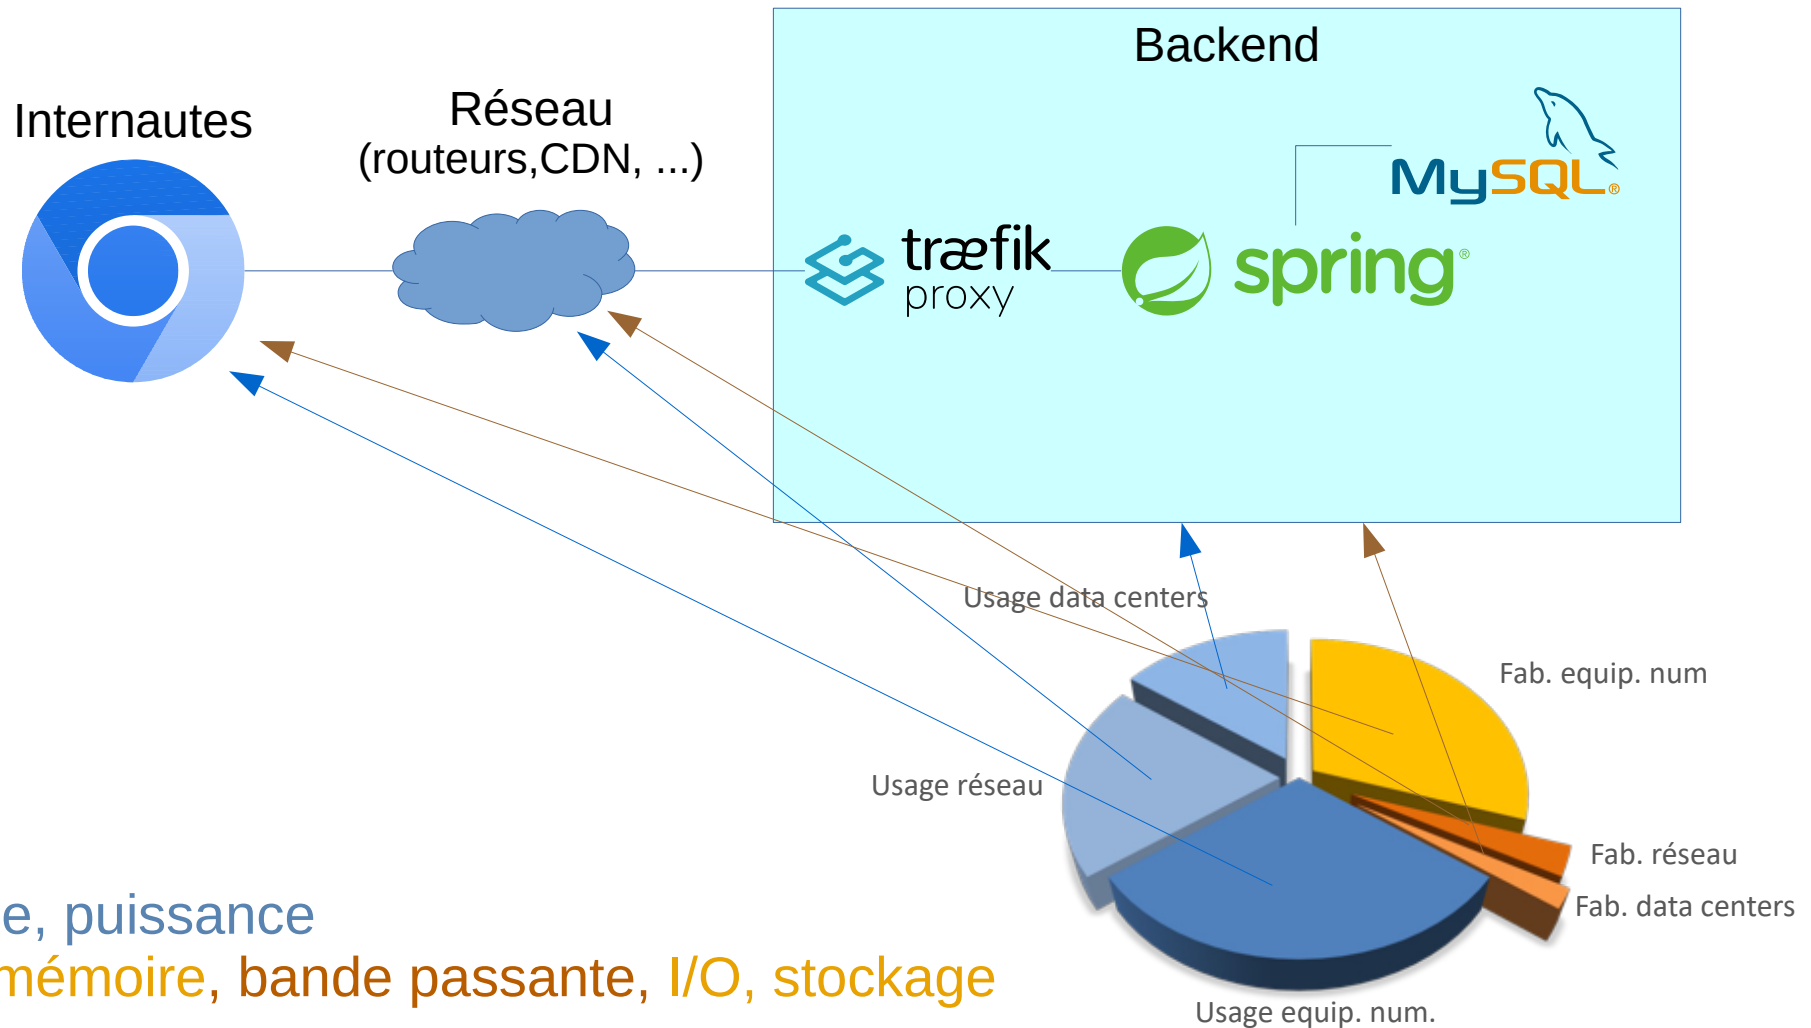 Backend
Internautes
Réseau
(routeurs,CDN, ...)
MySQL®
træfik
proxy
spring®
Usage data centers
Fab. equip. num
Usage réseau
Fab. réseau
Fab. data centers
e, puissance
mémoire, bande passante, I/O, stockage
Usage equip. num.